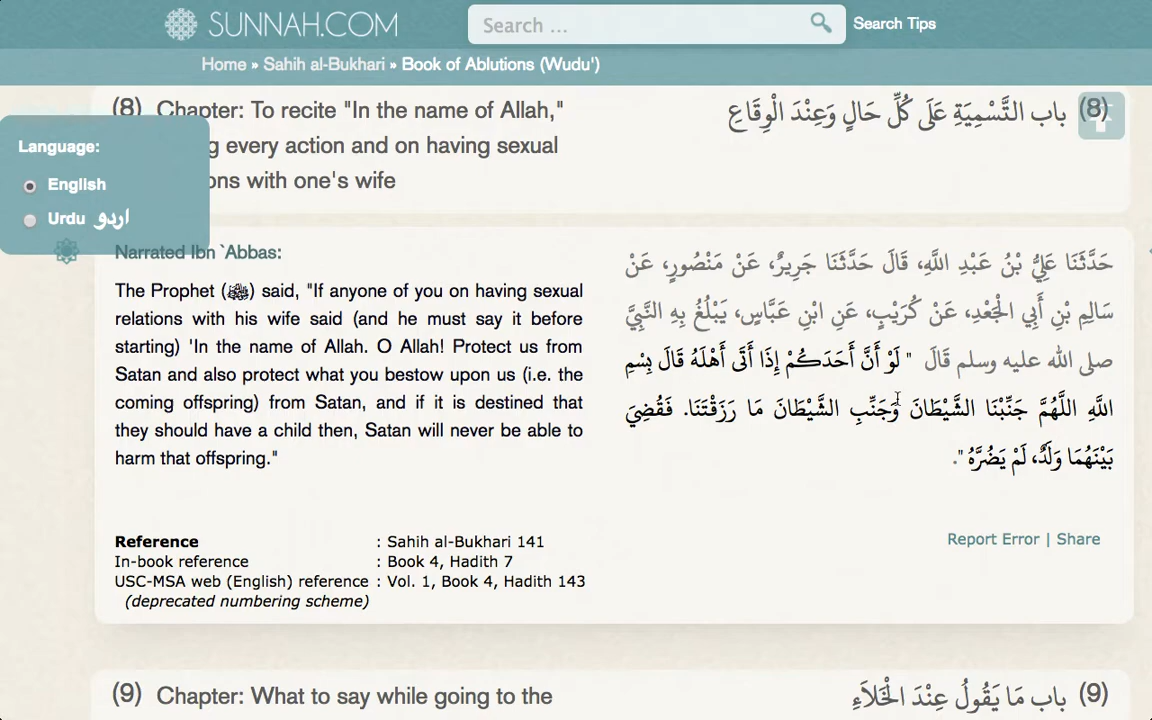 SUNNAH.COM
Search ...
Search Tips
Home » Sahih al-Bukhari » Book of Ablutions (Wudu')
(8) Chapter: To recite "In the name of Allah,"
g every action and on having sexual
ons with one's wife
(8) باب التَّسْمِيَةِ عَلَى كُلِّ حَالٍ وَعِنْدَ الْوِقَاعِ
Language:
English
Urdu اردو
Narrated Ibn `Abbas:
The Prophet (ﷺ) said, "If anyone of you on having sexual
relations with his wife said (and he must say it before
starting) 'In the name of Allah. O Allah! Protect us from
Satan and also protect what you bestow upon us (i.e. the
coming offspring) from Satan, and if it is destined that
they should have a child then, Satan will never be able to
harm that offspring."
حَدَّثَنَا عَلِيُّ بْنُ عَبْدِ اللَّهِ، قَالَ حَدَّثَنَا جَرِيرٌ، عَنْ مَنْصُورٍ، عَنْ
سَالِمِ بْنِ أَبِي الْجَعْدِ، عَنْ كُرَيْبٍ، عَنِ ابْنِ عَبَّاسٍ، يَبْلُغُ بِهِ النَّبِيَّ
صلى الله عليه وسلم قَالَ " لَوْ أَنَّ أَحَدَكُمْ إِذَا أَتَى أَهْلَهُ قَالَ بِسْمِ
اللَّهِ اللَّهُمَّ جَنِّبْنَا الشَّيْطَانَ وَجَنِّبِ الشَّيْطَانَ مَا رَزَقْتَنَا. فَقُضِيَ
بَيْنَهُمَا وَلَدٌ، لَمْ يَضُرَّهُ ".
Reference : Sahih al-Bukhari 141
In-book reference : Book 4, Hadith 7
USC-MSA web (English) reference : Vol. 1, Book 4, Hadith 143
(deprecated numbering scheme)
Report Error | Share
(9) Chapter: What to say while going to the
(9) باب مَا يَقُولُ عِنْدَ الْخَلاَءِ